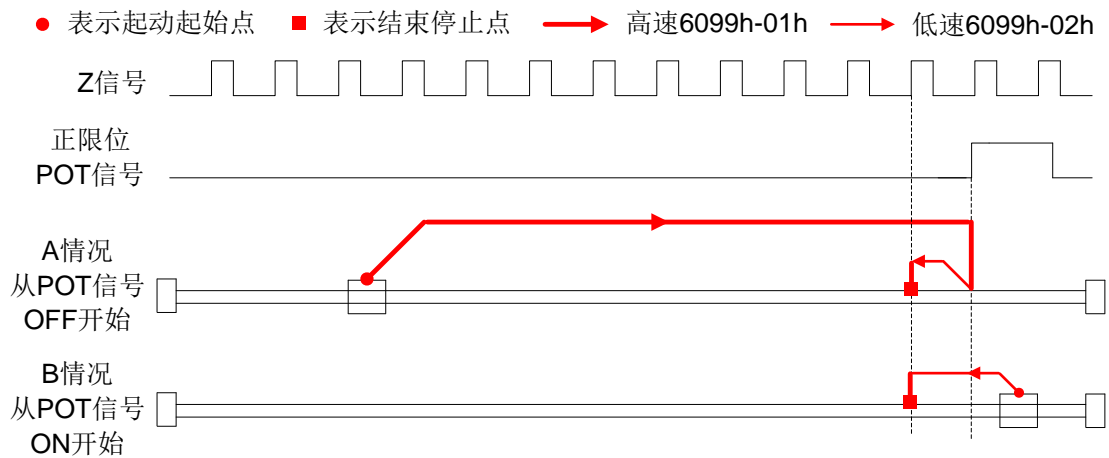 表示起动起始点 表示结束停止点 高速6099h-01h 低速6099h-02h
Z信号
正限位
POT信号
A情况
从POT信号
OFF开始
B情况
从POT信号
ON开始